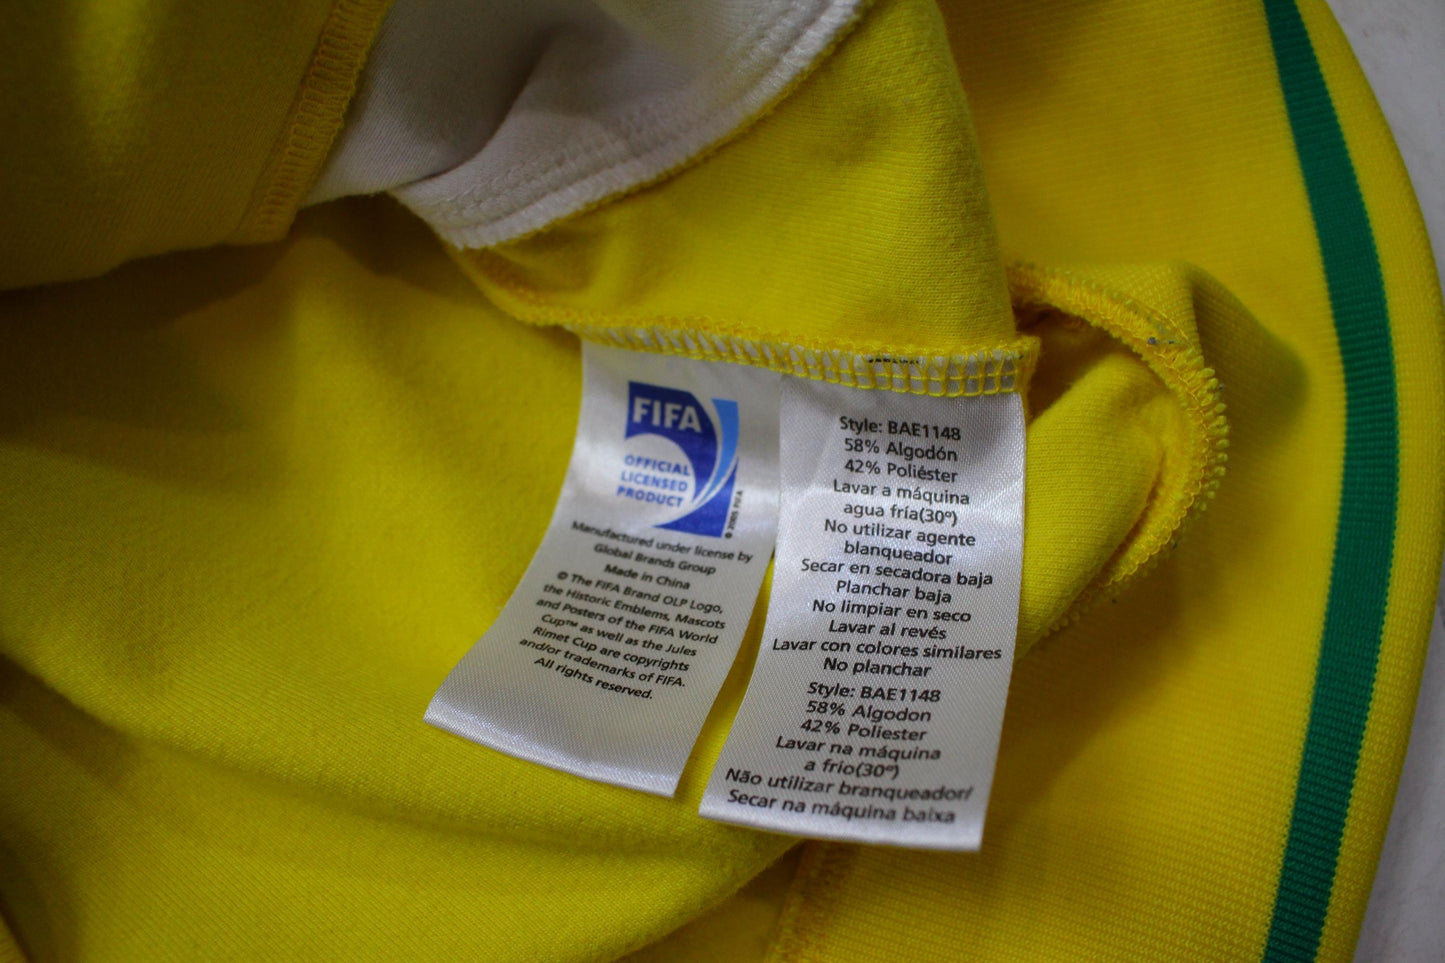 FIFA
OFFICIAL
LICENSED
PRODUCT
© 2005 FIFA
Manufactured under license by
Global Brands Group
Made in China
© The FIFA Brand OLP Logo,
the Historic Emblems, Mascots
and Posters of the FIFA World
Cup™ as well as the Jules
Rimet Cup are copyrights
and/or trademarks of FIFA.
All rights reserved.
Style: BAE1148
58% Algodón
42% Poliéster
Lavar a máquina
agua fría(30º)
No utilizar agente
blanqueador
Secar en secadora baja
Planchar baja
No limpiar en seco
Lavar al revés
Lavar con colores similares
No planchar
Style: BAE1148
58% Algodon
42% Poliester
Lavar na máquina
a frio(30º)
Não utilizar branqueador/
Secar na máquina baixa